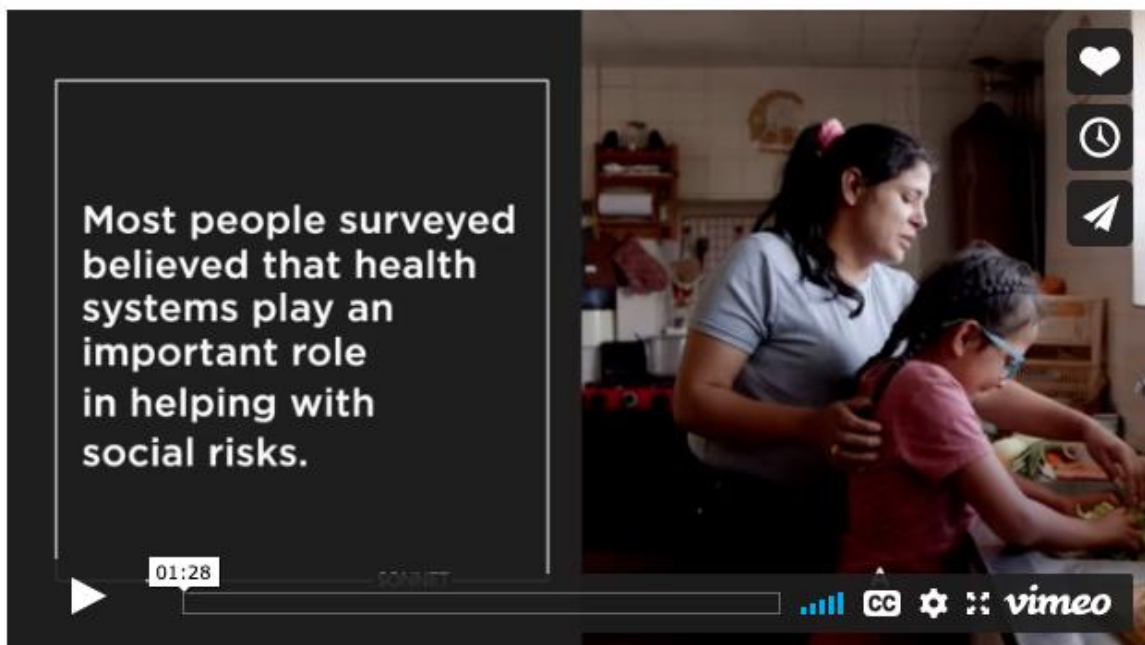 Most people surveyed
believed that health
systems play an
important role
in helping with
social risks.
SONNET
01:28
CC
vimeo